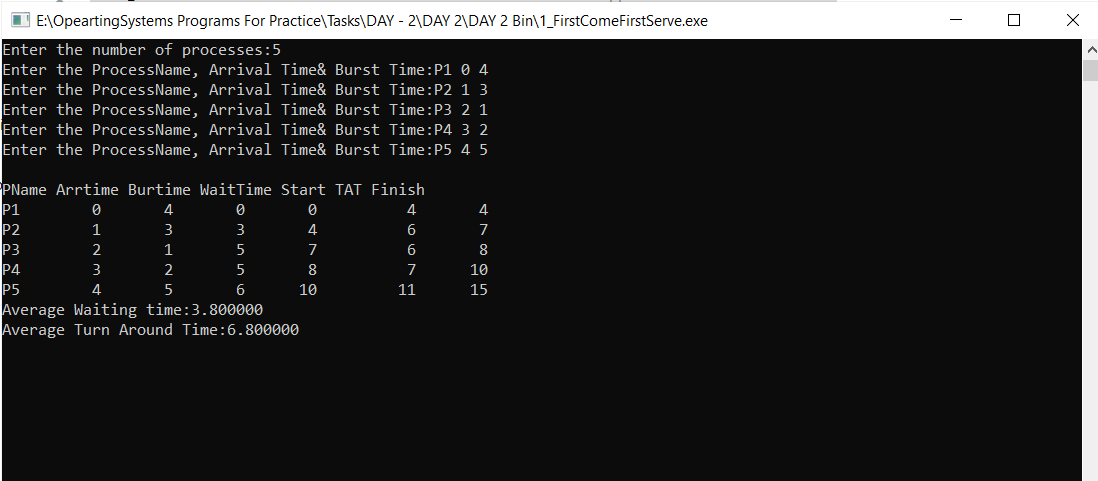 E:\OpeartingSystems Programs For Practice\Tasks\DAY - 2\DAY 2\DAY 2 Bin\1_FirstComeFirstServe.exe
Enter the number of processes:5
Enter the ProcessName, Arrival Time& Burst Time:P1 0 4
Enter the ProcessName, Arrival Time& Burst Time:P2 1 3
Enter the ProcessName, Arrival Time& Burst Time:P3 2 1
Enter the ProcessName, Arrival Time& Burst Time:P4 3 2
Enter the ProcessName, Arrival Time& Burst Time:P5 4 5
PName Arrtime Burtime WaitTime Start TAT Finish
P1 0 4 0 0 4 4
P2 1 3 3 4 6 7
P3 2 1 5 7 6 8
P4 3 2 5 8 7 10
P5 4 5 6 10 11 15
Average Waiting time:3.800000
Average Turn Around Time:6.800000